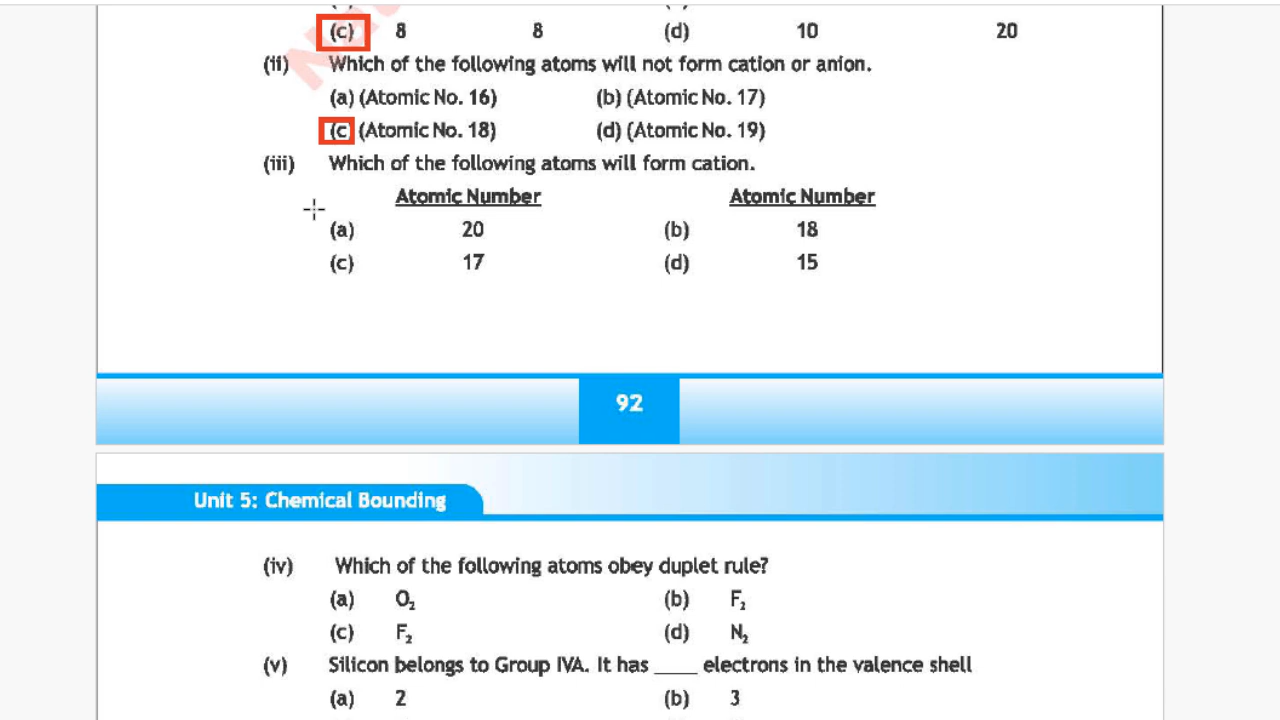 (c) 8 8 (d) 10 20
(ii) Which of the following atoms will not form cation or anion.
(a) (Atomic No. 16) (b) (Atomic No. 17)
(c (Atomic No. 18) (d) (Atomic No. 19)
(iii) Which of the following atoms will form cation.
Atomic Number Atomic Number
(a) 20 (b) 18
(c) 17 (d) 15
92
Unit 5: Chemical Bounding
(iv) Which of the following atoms obey duplet rule?
(a) O₂ (b) F₂
(c) F₂ (d) N₂
(v) Silicon belongs to Group IVA. It has ____ electrons in the valence shell
(a) 2 (b) 3